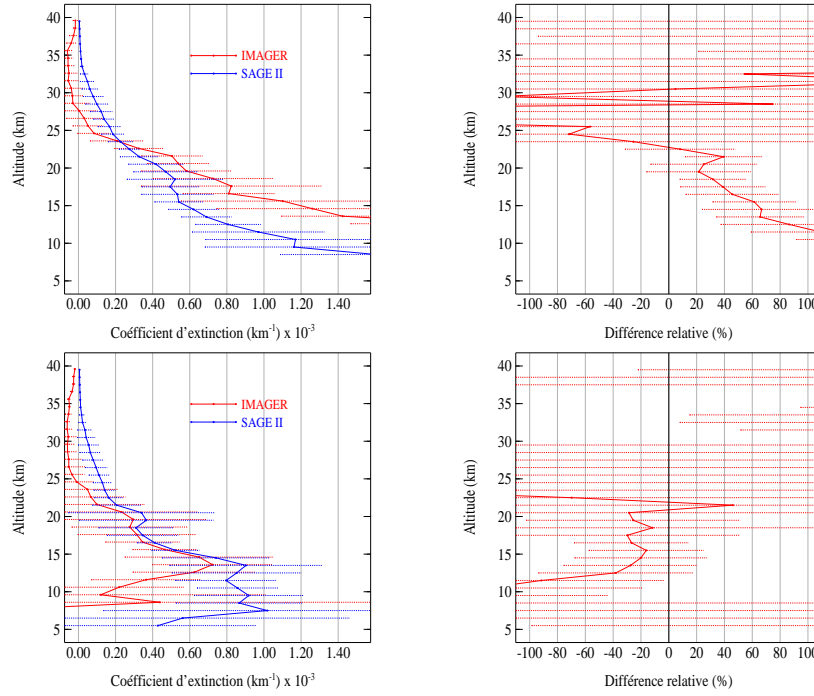 40
35
30
25
20
15
10
5
Altitude (km)
IMAGER
SAGE II
0.00 0.20 0.40 0.60 0.80 1.00 1.20 1.40
Coéfficient d'extinction (km-1) x 10-3
40
35
30
25
20
15
10
5
Altitude (km)
-100 -80 -60 -40 -20 0 20 40 60 80 100
Différence relative (%)
40
35
30
25
20
15
10
5
Altitude (km)
IMAGER
SAGE II
0.00 0.20 0.40 0.60 0.80 1.00 1.20 1.40
Coéfficient d'extinction (km-1) x 10-3
40
35
30
25
20
15
10
5
Altitude (km)
-100 -80 -60 -40 -20 0 20 40 60 80 100
Différence relative (%)